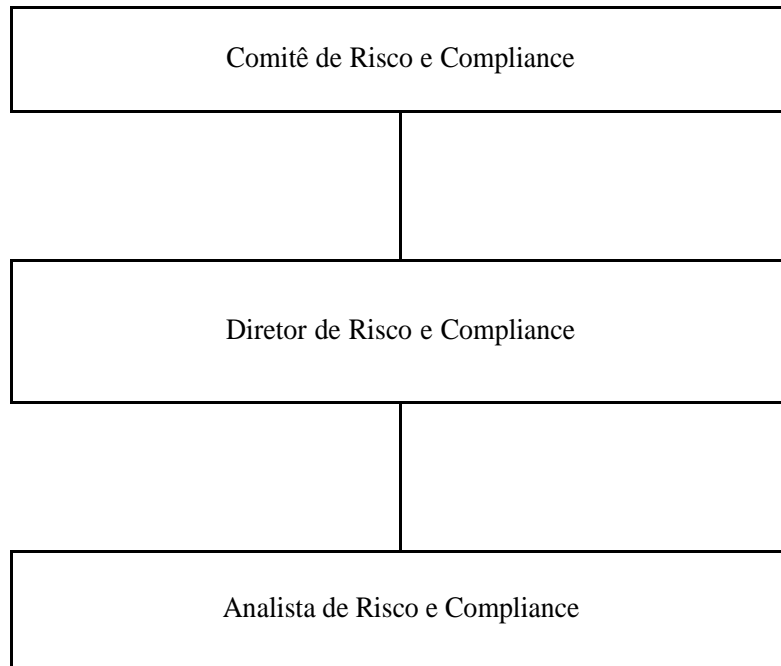 Comitê de Risco e Compliance
Diretor de Risco e Compliance
Analista de Risco e Compliance